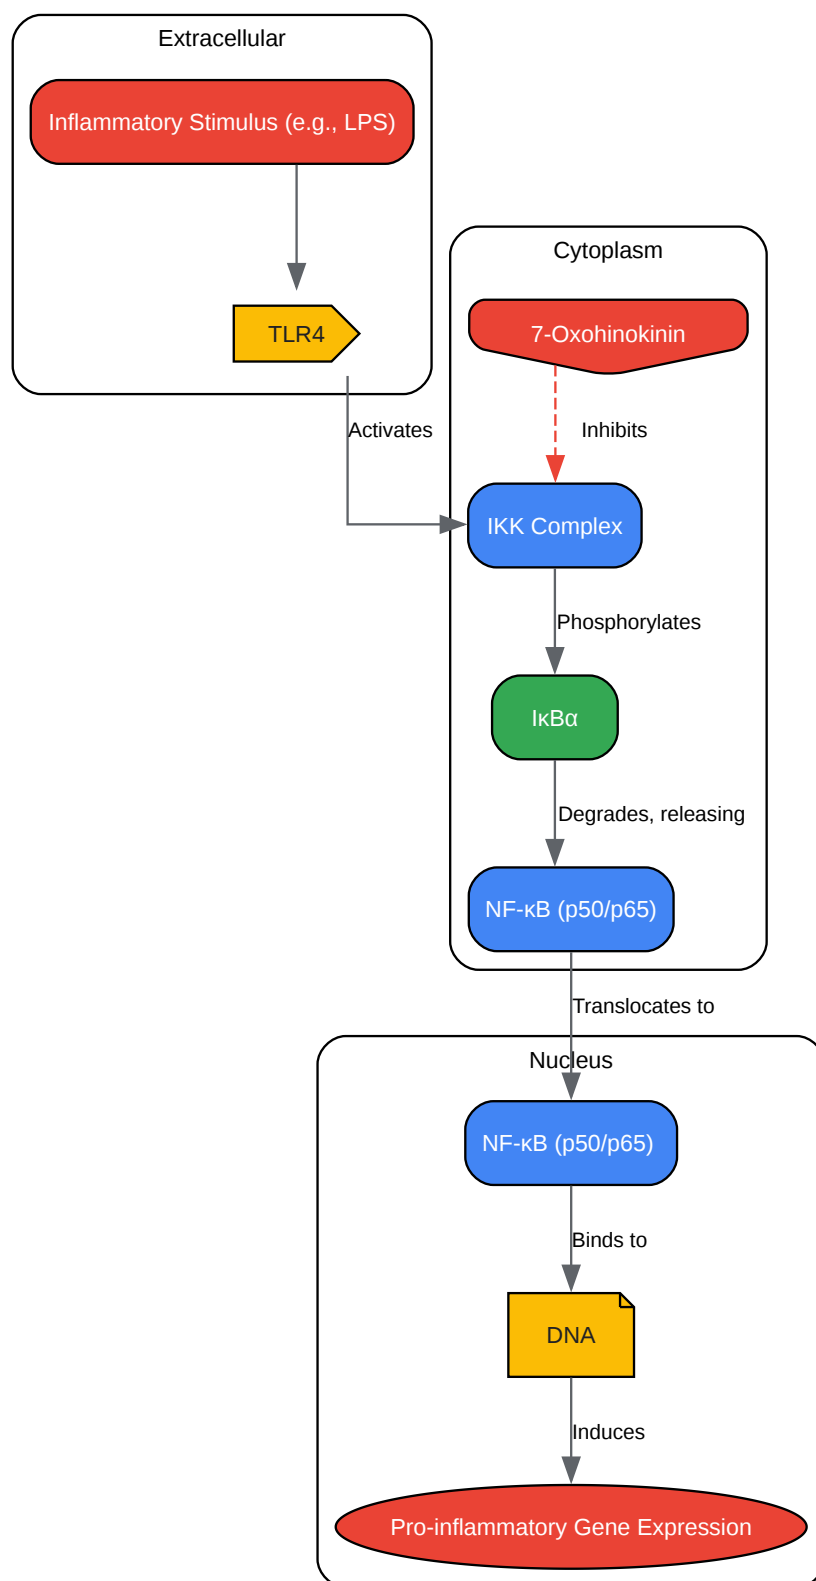 Extracellular
Inflammatory Stimulus (e.g., LPS)
TLR4
Activates
Cytoplasm
7-Oxohinokinin
Inhibits
IKK Complex
Phosphorylates
IκBα
Degrades, releasing
NF-κB (p50/p65)
Translocates to
Nucleus
NF-κB (p50/p65)
Binds to
DNA
Induces
Pro-inflammatory Gene Expression